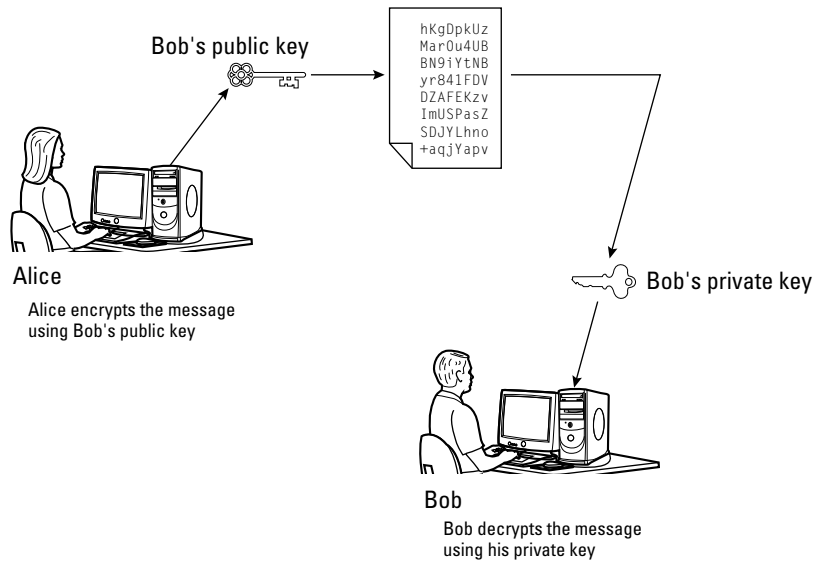 Bob's public key
hKgDpkUz
MarOu4UB
BN9iYtNB
yr841FDV
DZAFEKzv
ImUSPasZ
SDJYLhno
+aqjYapv
Alice
Alice encrypts the message
using Bob's public key
Bob's private key
Bob
Bob decrypts the message
using his private key